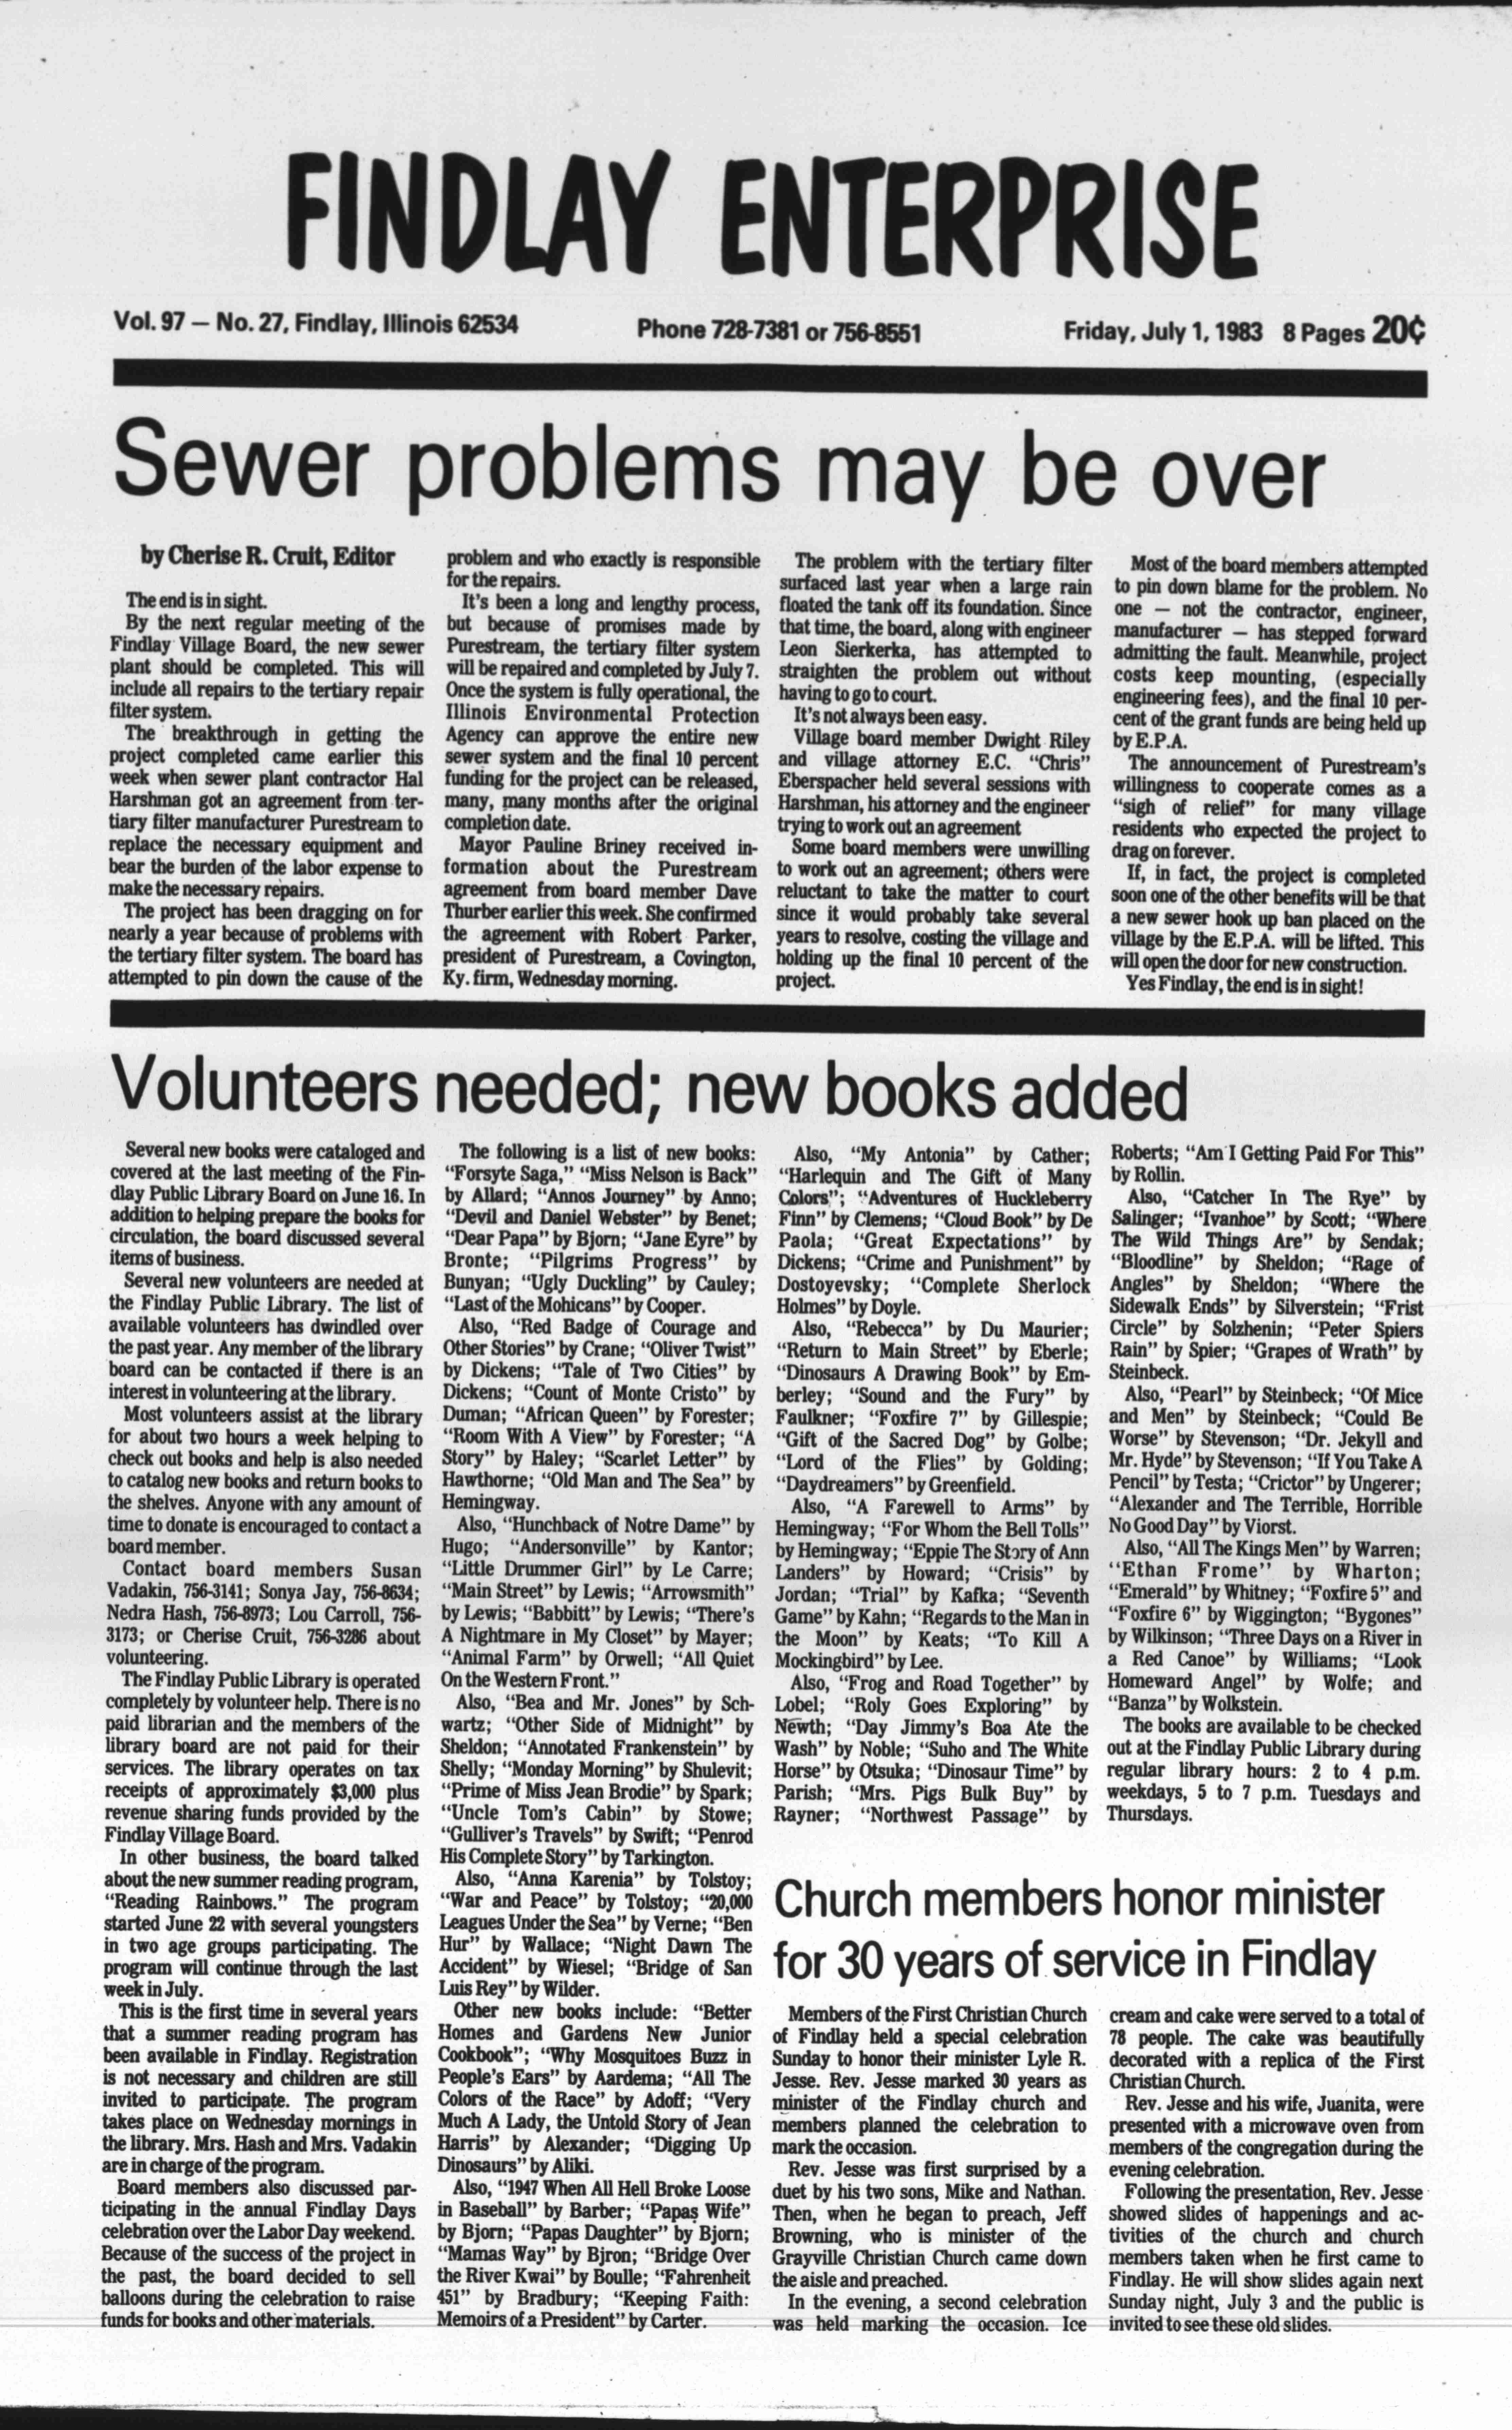 FINDLAY ENTERPRISE
Vol. 97 — No. 27, Findlay, Illinois 62534
Phone 728-7381 or 756-8551
Friday, July 1, 1983 8 Pages 20¢
Sewer problems may be over
by Cherise R. Cruit, Editor
The end is in sight.
By the next regular meeting of the
Findlay Village Board, the new sewer
plant should be completed. This will
include all repairs to the tertiary repair
filter system.
The breakthrough in getting the
project completed came earlier this
week when sewer plant contractor Hal
Harshman got an agreement from ter-
tiary filter manufacturer Purestream to
replace the necessary equipment and
bear the burden of the labor expense to
make the necessary repairs.
The project has been dragging on for
nearly a year because of problems with
the tertiary filter system. The board has
attempted to pin down the cause of the
problem and who exactly is responsible
for the repairs.
It's been a long and lengthy process,
but because of promises made by
Purestream, the tertiary filter system
will be repaired and completed by July 7.
Once the system is fully operational, the
Illinois Environmental Protection
Agency can approve the entire new
sewer system and the final 10 percent
funding for the project can be released,
many, many months after the original
completion date.
Mayor Pauline Briney received in-
formation about the Purestream
agreement from board member Dave
Thurber earlier this week. She confirmed
the agreement with Robert Parker,
president of Purestream, a Covington,
Ky. firm, Wednesday morning.
The problem with the tertiary filter
surfaced last year when a large rain
floated the tank off its foundation. Since
that time, the board, along with engineer
Leon Sierkerka, has attempted to
straighten the problem out without
having to go to court.
It's not always been easy.
Village board member Dwight Riley
and village attorney E.C. "Chris"
Eberspacher held several sessions with
Harshman, his attorney and the engineer
trying to work out an agreement
Some board members were unwilling
to work out an agreement; others were
reluctant to take the matter to court
since it would probably take several
years to resolve, costing the village and
holding up the final 10 percent of the
project.
Most of the board members attempted
to pin down blame for the problem. No
one — not the contractor, engineer,
manufacturer — has stepped forward
admitting the fault. Meanwhile, project
costs keep mounting, (especially
engineering fees), and the final 10 per-
cent of the grant funds are being held up
by E.P.A.
The announcement of Purestream's
willingness to cooperate comes as a
"sigh of relief" for many village
residents who expected the project to
drag on forever.
If, in fact, the project is completed
soon one of the other benefits will be that
a new sewer hook up ban placed on the
village by the E.P.A. will be lifted. This
will open the door for new construction.
Yes Findlay, the end is in sight!
Volunteers needed; new books added
Several new books were cataloged and
covered at the last meeting of the Fin-
dlay Public Library Board on June 16. In
addition to helping prepare the books for
circulation, the board discussed several
items of business.
Several new volunteers are needed at
the Findlay Public Library. The list of
available volunteers has dwindled over
the past year. Any member of the library
board can be contacted if there is an
interest in volunteering at the library.
Most volunteers assist at the library
for about two hours a week helping to
check out books and help is also needed
to catalog new books and return books to
the shelves. Anyone with any amount of
time to donate is encouraged to contact a
board member.
Contact board members Susan
Vadakin, 756-3141; Sonya Jay, 756-8634;
Nedra Hash, 756-8973; Lou Carroll, 756-
3173; or Cherise Cruit, 756-3286 about
volunteering.
The Findlay Public Library is operated
completely by volunteer help. There is no
paid librarian and the members of the
library board are not paid for their
services. The library operates on tax
receipts of approximately $3,000 plus
revenue sharing funds provided by the
Findlay Village Board.
In other business, the board talked
about the new summer reading program,
"Reading Rainbows." The program
started June 22 with several youngsters
in two age groups participating. The
program will continue through the last
week in July.
This is the first time in several years
that a summer reading program has
been available in Findlay. Registration
is not necessary and children are still
invited to participate. The program
takes place on Wednesday mornings in
the library. Mrs. Hash and Mrs. Vadakin
are in charge of the program.
Board members also discussed par-
ticipating in the annual Findlay Days
celebration over the Labor Day weekend.
Because of the success of the project in
the past, the board decided to sell
balloons during the celebration to raise
funds for books and other materials.
The following is a list of new books:
"Forsyte Saga," "Miss Nelson is Back"
by Allard; "Annos Journey" by Anno;
"Devil and Daniel Webster" by Benet;
"Dear Papa" by Bjorn; "Jane Eyre" by
Bronte; "Pilgrims Progress" by
Bunyan; "Ugly Duckling" by Cauley;
"Last of the Mohicans" by Cooper.
Also, "Red Badge of Courage and
Other Stories" by Crane; "Oliver Twist"
by Dickens; "Tale of Two Cities" by
Dickens; "Count of Monte Cristo" by
Duman; "African Queen" by Forester;
"Room With A View" by Forester; "A
Story" by Haley; "Scarlet Letter" by
Hawthorne; "Old Man and The Sea" by
Hemingway.
Also, "Hunchback of Notre Dame" by
Hugo; "Andersonville" by Kantor;
"Little Drummer Girl" by Le Carre;
"Main Street" by Lewis; "Arrowsmith"
by Lewis; "Babbitt" by Lewis; "There's
A Nightmare in My Closet" by Mayer;
"Animal Farm" by Orwell; "All Quiet
On the Western Front."
Also, "Bea and Mr. Jones" by Sch-
wartz; "Other Side of Midnight" by
Sheldon; "Annotated Frankenstein" by
Shelly; "Monday Morning" by Shulevit;
"Prime of Miss Jean Brodie" by Spark;
"Uncle Tom's Cabin" by Stowe;
"Gulliver's Travels" by Swift; "Penrod
His Complete Story" by Tarkington.
Also, "Anna Karenia" by Tolstoy;
"War and Peace" by Tolstoy; "20,000
Leagues Under the Sea" by Verne; "Ben
Hur" by Wallace; "Night Dawn The
Accident" by Wiesel; "Bridge of San
Luis Rey" by Wilder.
Other new books include: "Better
Homes and Gardens New Junior
Cookbook"; "Why Mosquitoes Buzz in
People's Ears" by Aardema; "All The
Colors of the Race" by Adoff; "Very
Much A Lady, the Untold Story of Jean
Harris" by Alexander; "Digging Up
Dinosaurs" by Aliki.
Also, "1947 When All Hell Broke Loose
in Baseball" by Barber; "Papas Wife"
by Bjorn; "Papas Daughter" by Bjorn;
"Mamas Way" by Bjron; "Bridge Over
the River Kwai" by Boulle; "Fahrenheit
451" by Bradbury; "Keeping Faith:
Memoirs of a President" by Carter.
Also, "My Antonia" by Cather;
"Harlequin and The Gift of Many
Colors"; "Adventures of Huckleberry
Finn" by Clemens; "Cloud Book" by De
Paola; "Great Expectations" by
Dickens; "Crime and Punishment" by
Dostoyevsky; "Complete Sherlock
Holmes" by Doyle.
Also, "Rebecca" by Du Maurier;
"Return to Main Street" by Eberle;
"Dinosaurs A Drawing Book" by Em-
berley; "Sound and the Fury" by
Faulkner; "Foxfire 7" by Gillespie;
"Gift of the Sacred Dog" by Golbe;
"Lord of the Flies" by Golding;
"Daydreamers" by Greenfield.
Also, "A Farewell to Arms" by
Hemingway; "For Whom the Bell Tolls"
by Hemingway; "Eppie The Story of Ann
Landers" by Howard; "Crisis" by
Jordan; "Trial" by Kafka; "Seventh
Game" by Kahn; "Regards to the Man in
the Moon" by Keats; "To Kill A
Mockingbird" by Lee.
Also, "Frog and Road Together" by
Lobel; "Roly Goes Exploring" by
Newth; "Day Jimmy's Boa Ate the
Wash" by Noble; "Suho and The White
Horse" by Otsuka; "Dinosaur Time" by
Parish; "Mrs. Pigs Bulk Buy" by
Rayner; "Northwest Passage" by
Roberts; "Am I Getting Paid For This"
by Rollin.
Also, "Catcher In The Rye" by
Salinger; "Ivanhoe" by Scott; "Where
The Wild Things Are" by Sendak;
"Bloodline" by Sheldon; "Rage of
Angles" by Sheldon; "Where the
Sidewalk Ends" by Silverstein; "Frist
Circle" by Solzhenin; "Peter Spiers
Rain" by Spier; "Grapes of Wrath" by
Steinbeck.
Also, "Pearl" by Steinbeck; "Of Mice
and Men" by Steinbeck; "Could Be
Worse" by Stevenson; "Dr. Jekyll and
Mr. Hyde" by Stevenson; "If You Take A
Pencil" by Testa; "Crictor" by Ungerer;
"Alexander and The Terrible, Horrible
No Good Day" by Viorst.
Also, "All The Kings Men" by Warren;
"Ethan Frome" by Wharton;
"Emerald" by Whitney; "Foxfire 5" and
"Foxfire 6" by Wiggington; "Bygones"
by Wilkinson; "Three Days on a River in
a Red Canoe" by Williams; "Look
Homeward Angel" by Wolfe; and
"Banza" by Wolkstein.
The books are available to be checked
out at the Findlay Public Library during
regular library hours: 2 to 4 p.m.
weekdays, 5 to 7 p.m. Tuesdays and
Thursdays.
Church members honor minister
for 30 years of service in Findlay
Members of the First Christian Church
of Findlay held a special celebration
Sunday to honor their minister Lyle R.
Jesse. Rev. Jesse marked 30 years as
minister of the Findlay church and
members planned the celebration to
mark the occasion.
Rev. Jesse was first surprised by a
duet by his two sons, Mike and Nathan.
Then, when he began to preach, Jeff
Browning, who is minister of the
Grayville Christian Church came down
the aisle and preached.
In the evening, a second celebration
was held marking the occasion. Ice
cream and cake were served to a total of
78 people. The cake was beautifully
decorated with a replica of the First
Christian Church.
Rev. Jesse and his wife, Juanita, were
presented with a microwave oven from
members of the congregation during the
evening celebration.
Following the presentation, Rev. Jesse
showed slides of happenings and ac-
tivities of the church and church
members taken when he first came to
Findlay. He will show slides again next
Sunday night, July 3 and the public is
invited to see these old slides.